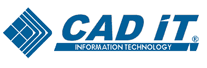 CAD iT
INFORMATION TECHNOLOGY
®